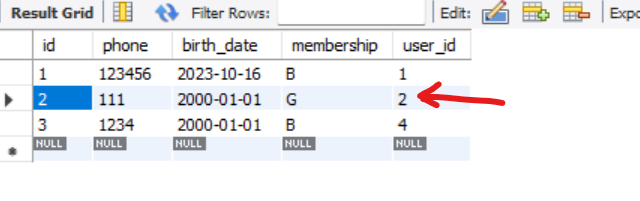 Result Grid Filter Rows: Edit: Expo
id phone birth_date membership user_id
1 123456 2023-10-16 B 1
2 111 2000-01-01 G 2
3 1234 2000-01-01 B 4
NULL NULL NULL NULL NULL